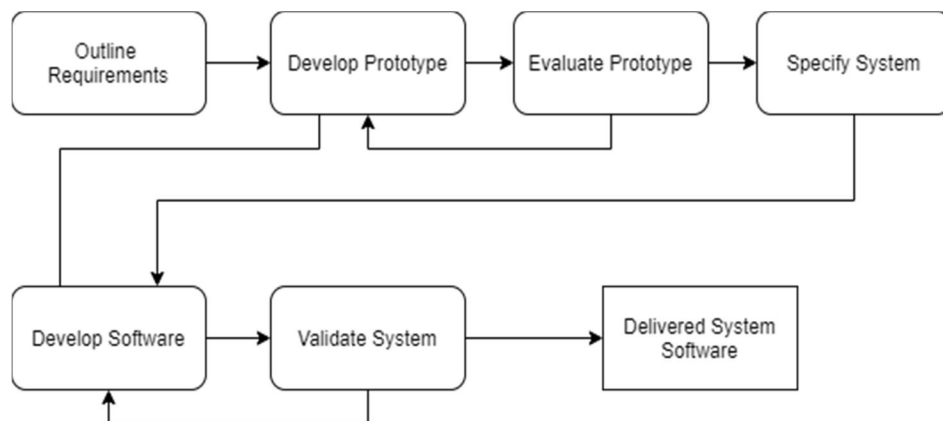 Outline
Requirements
Develop Prototype
Evaluate Prototype
Specify System
Develop Software
Validate System
Delivered System
Software